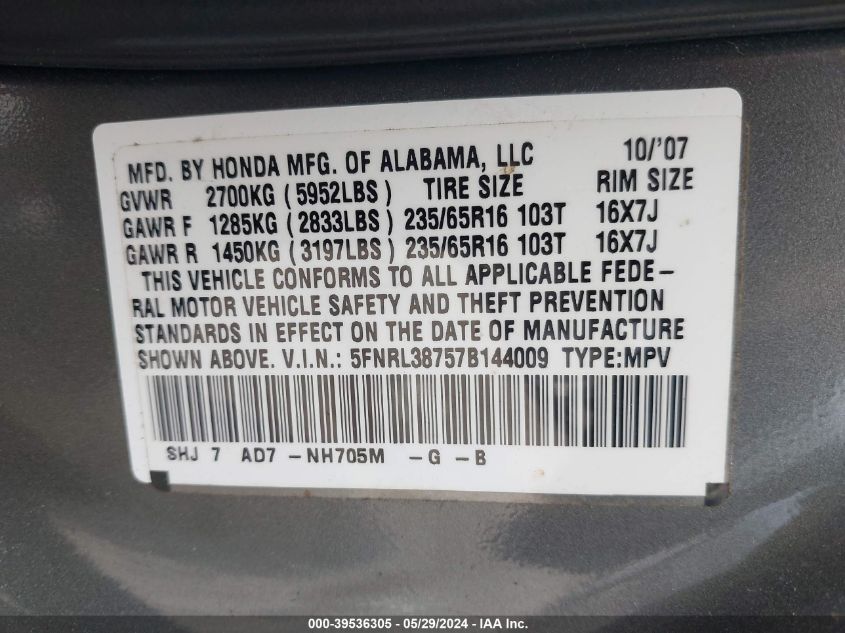 MFD. BY HONDA MFG. OF ALABAMA, LLC 10/'07
GVWR 2700KG (5952LBS) TIRE SIZE RIM SIZE
GAWR F 1285KG (2833LBS) 235/65R16 103T 16X7J
GAWR R 1450KG (3197LBS) 235/65R16 103T 16X7J
THIS VEHICLE CONFORMS TO ALL APPLICABLE FEDE-
RAL MOTOR VEHICLE SAFETY AND THEFT PREVENTION
STANDARDS IN EFFECT ON THE DATE OF MANUFACTURE
SHOWN ABOVE. V.I.N.: 5FNRL38757B144009 TYPE:MPV
SHJ 7 AD7 -NH705M -G -B
000-39536305 - 05/29/2024 - IAA Inc.